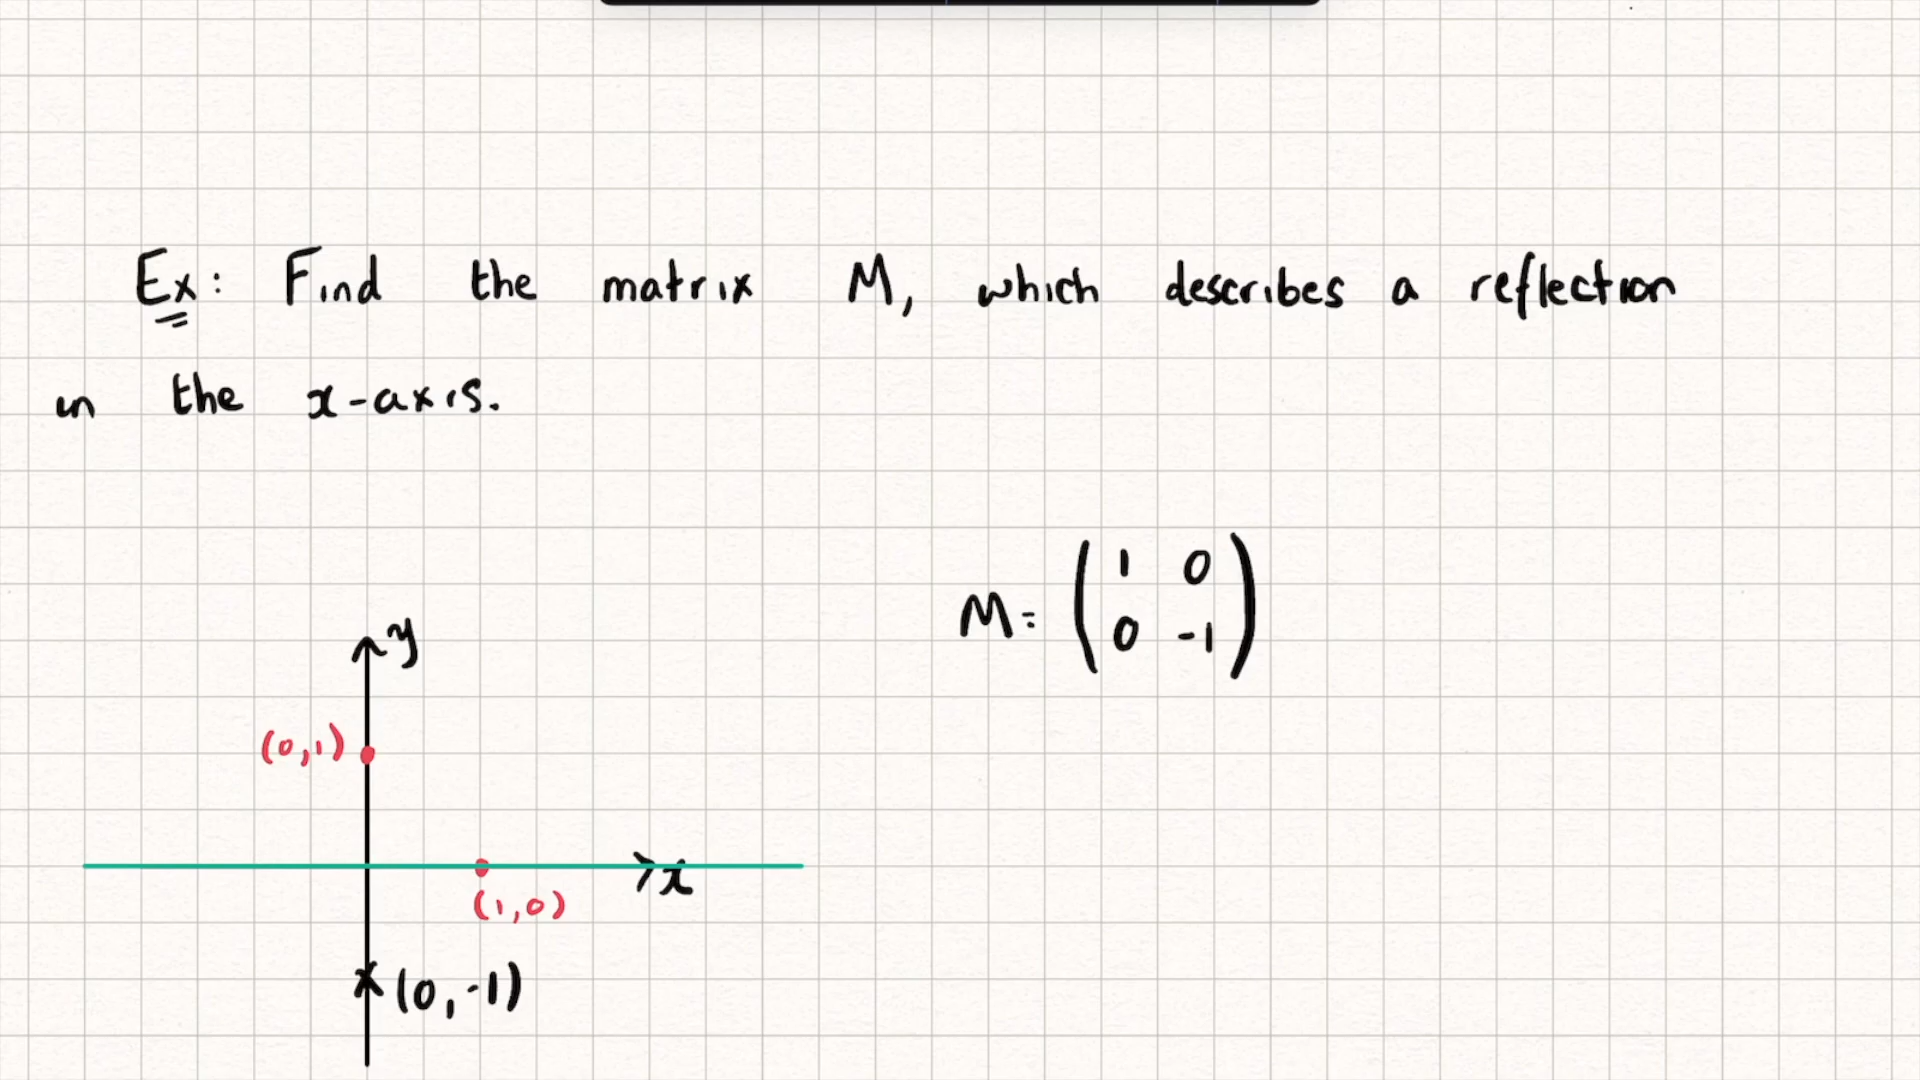 Ex: Find the matrix M, which describes a reflection
in the x-axis.
M = ( 1 0
0 -1 )
y
(0,1)
x
(1,0)
(0,-1)